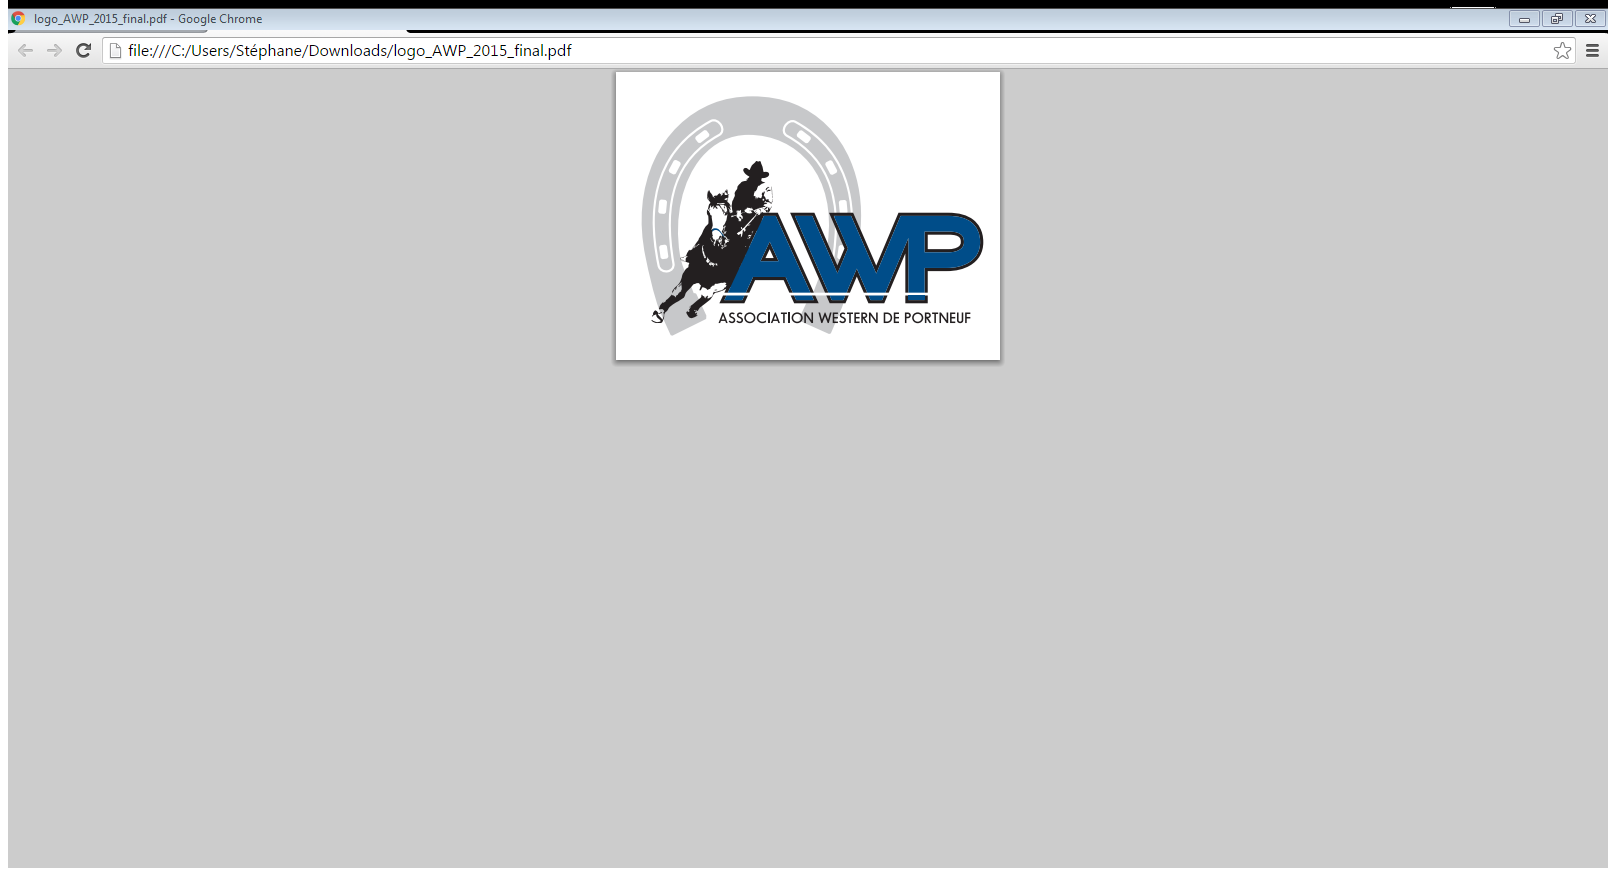 logo_AWP_2015_final.pdf - Google Chrome
file:///C:/Users/Stéphane/Downloads/logo_AWP_2015_final.pdf
AWP
ASSOCIATION WESTERN DE PORTNEUF